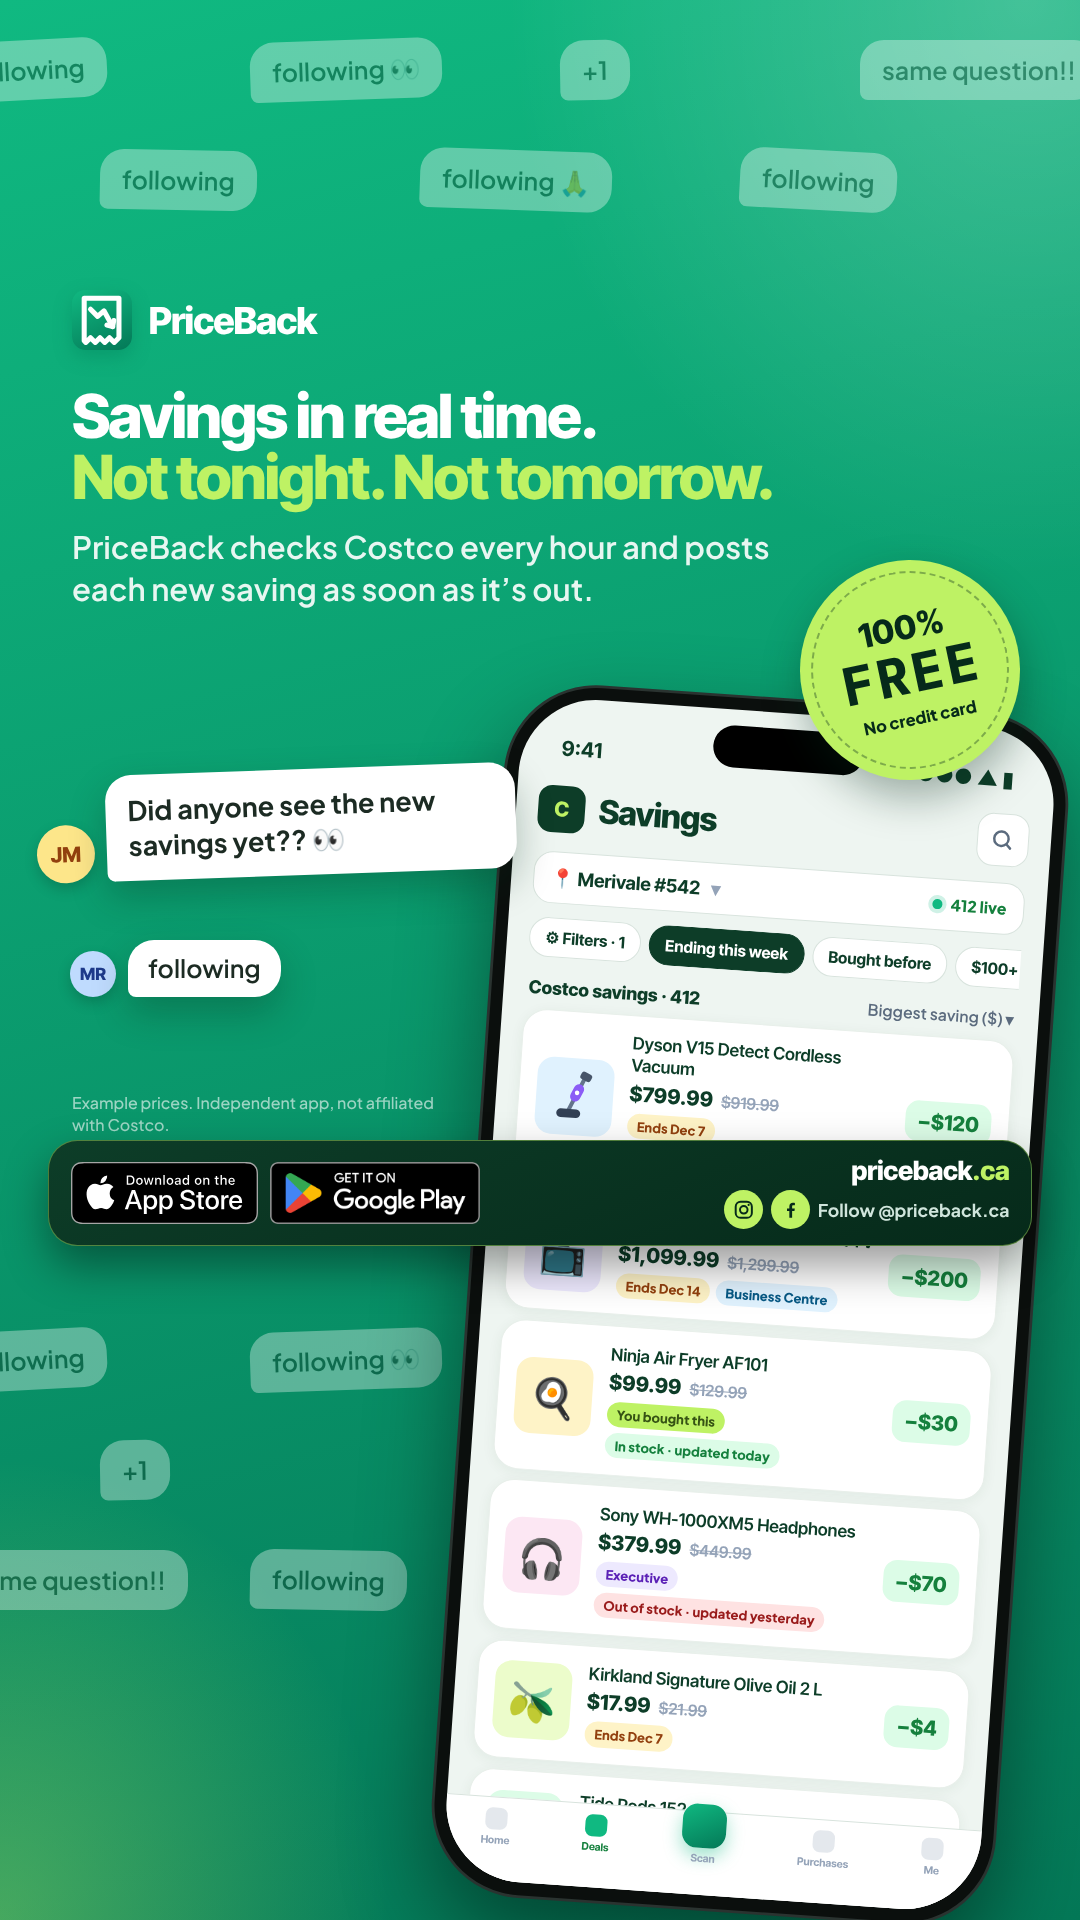 llowing
following 👀
+1
same question!!
following
following 🙏
following
PriceBack
Savings in real time.
Not tonight. Not tomorrow.
PriceBack checks Costco every hour and posts
each new saving as soon as it’s out.
100%
FREE
No credit card
Did anyone see the new
savings yet?? 👀
JM
MR
following
Example prices. Independent app, not affiliated
with Costco.
9:41
C Savings
📍 Merivale #542 ▼
412 live
⚙ Filters · 1
Ending this week
Bought before
$100+
Costco savings · 412
Biggest saving ($) ▾
Dyson V15 Detect Cordless
Vacuum
$799.99 $919.99
Ends Dec 7
−$120
Download on the
App Store
GET IT ON
Google Play
priceback.ca
Follow @priceback.ca
$1,099.99 $1,299.99
Ends Dec 14
Business Centre
−$200
Ninja Air Fryer AF101
$99.99 $129.99
You bought this
In stock · updated today
−$30
Sony WH-1000XM5 Headphones
$379.99 $449.99
Executive
Out of stock · updated yesterday
−$70
Kirkland Signature Olive Oil 2 L
$17.99 $21.99
Ends Dec 7
−$4
Tide Pods 152
Home
Deals
Scan
Purchases
Me
llowing
following 👀
+1
me question!!
following